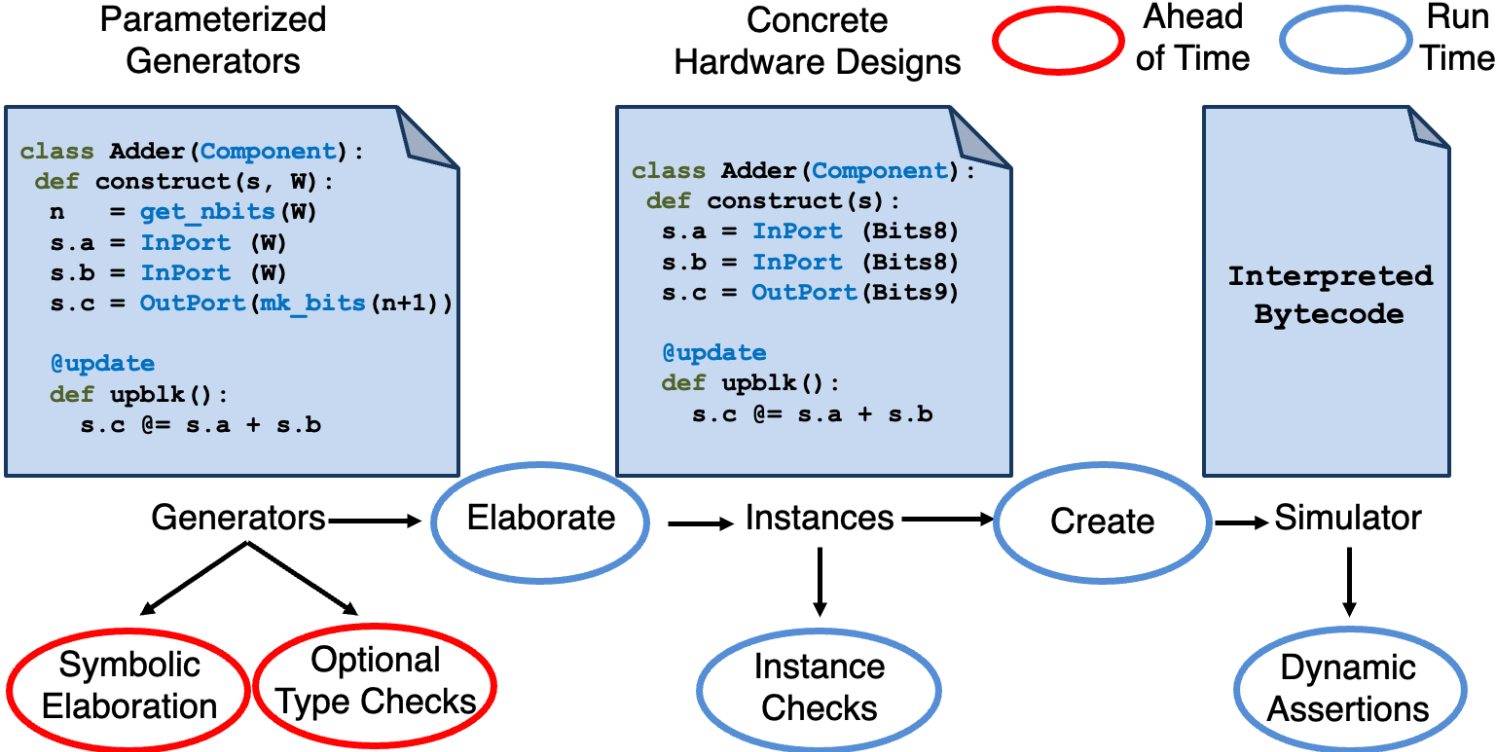 Parameterized
Generators
Concrete
Hardware Designs
Ahead
of Time
Run
Time
class Adder(Component):
def construct(s, W):
n   = get_nbits(W)
s.a = InPort (W)
s.b = InPort (W)
s.c = OutPort(mk_bits(n+1))
@update
def upblk():
s.c @= s.a + s.b
class Adder(Component):
def construct(s):
s.a = InPort (Bits8)
s.b = InPort (Bits8)
s.c = OutPort(Bits9)
@update
def upblk():
s.c @= s.a + s.b
Interpreted
Bytecode
Generators
Elaborate
Instances
Create
Simulator
Symbolic
Elaboration
Optional
Type Checks
Instance
Checks
Dynamic
Assertions